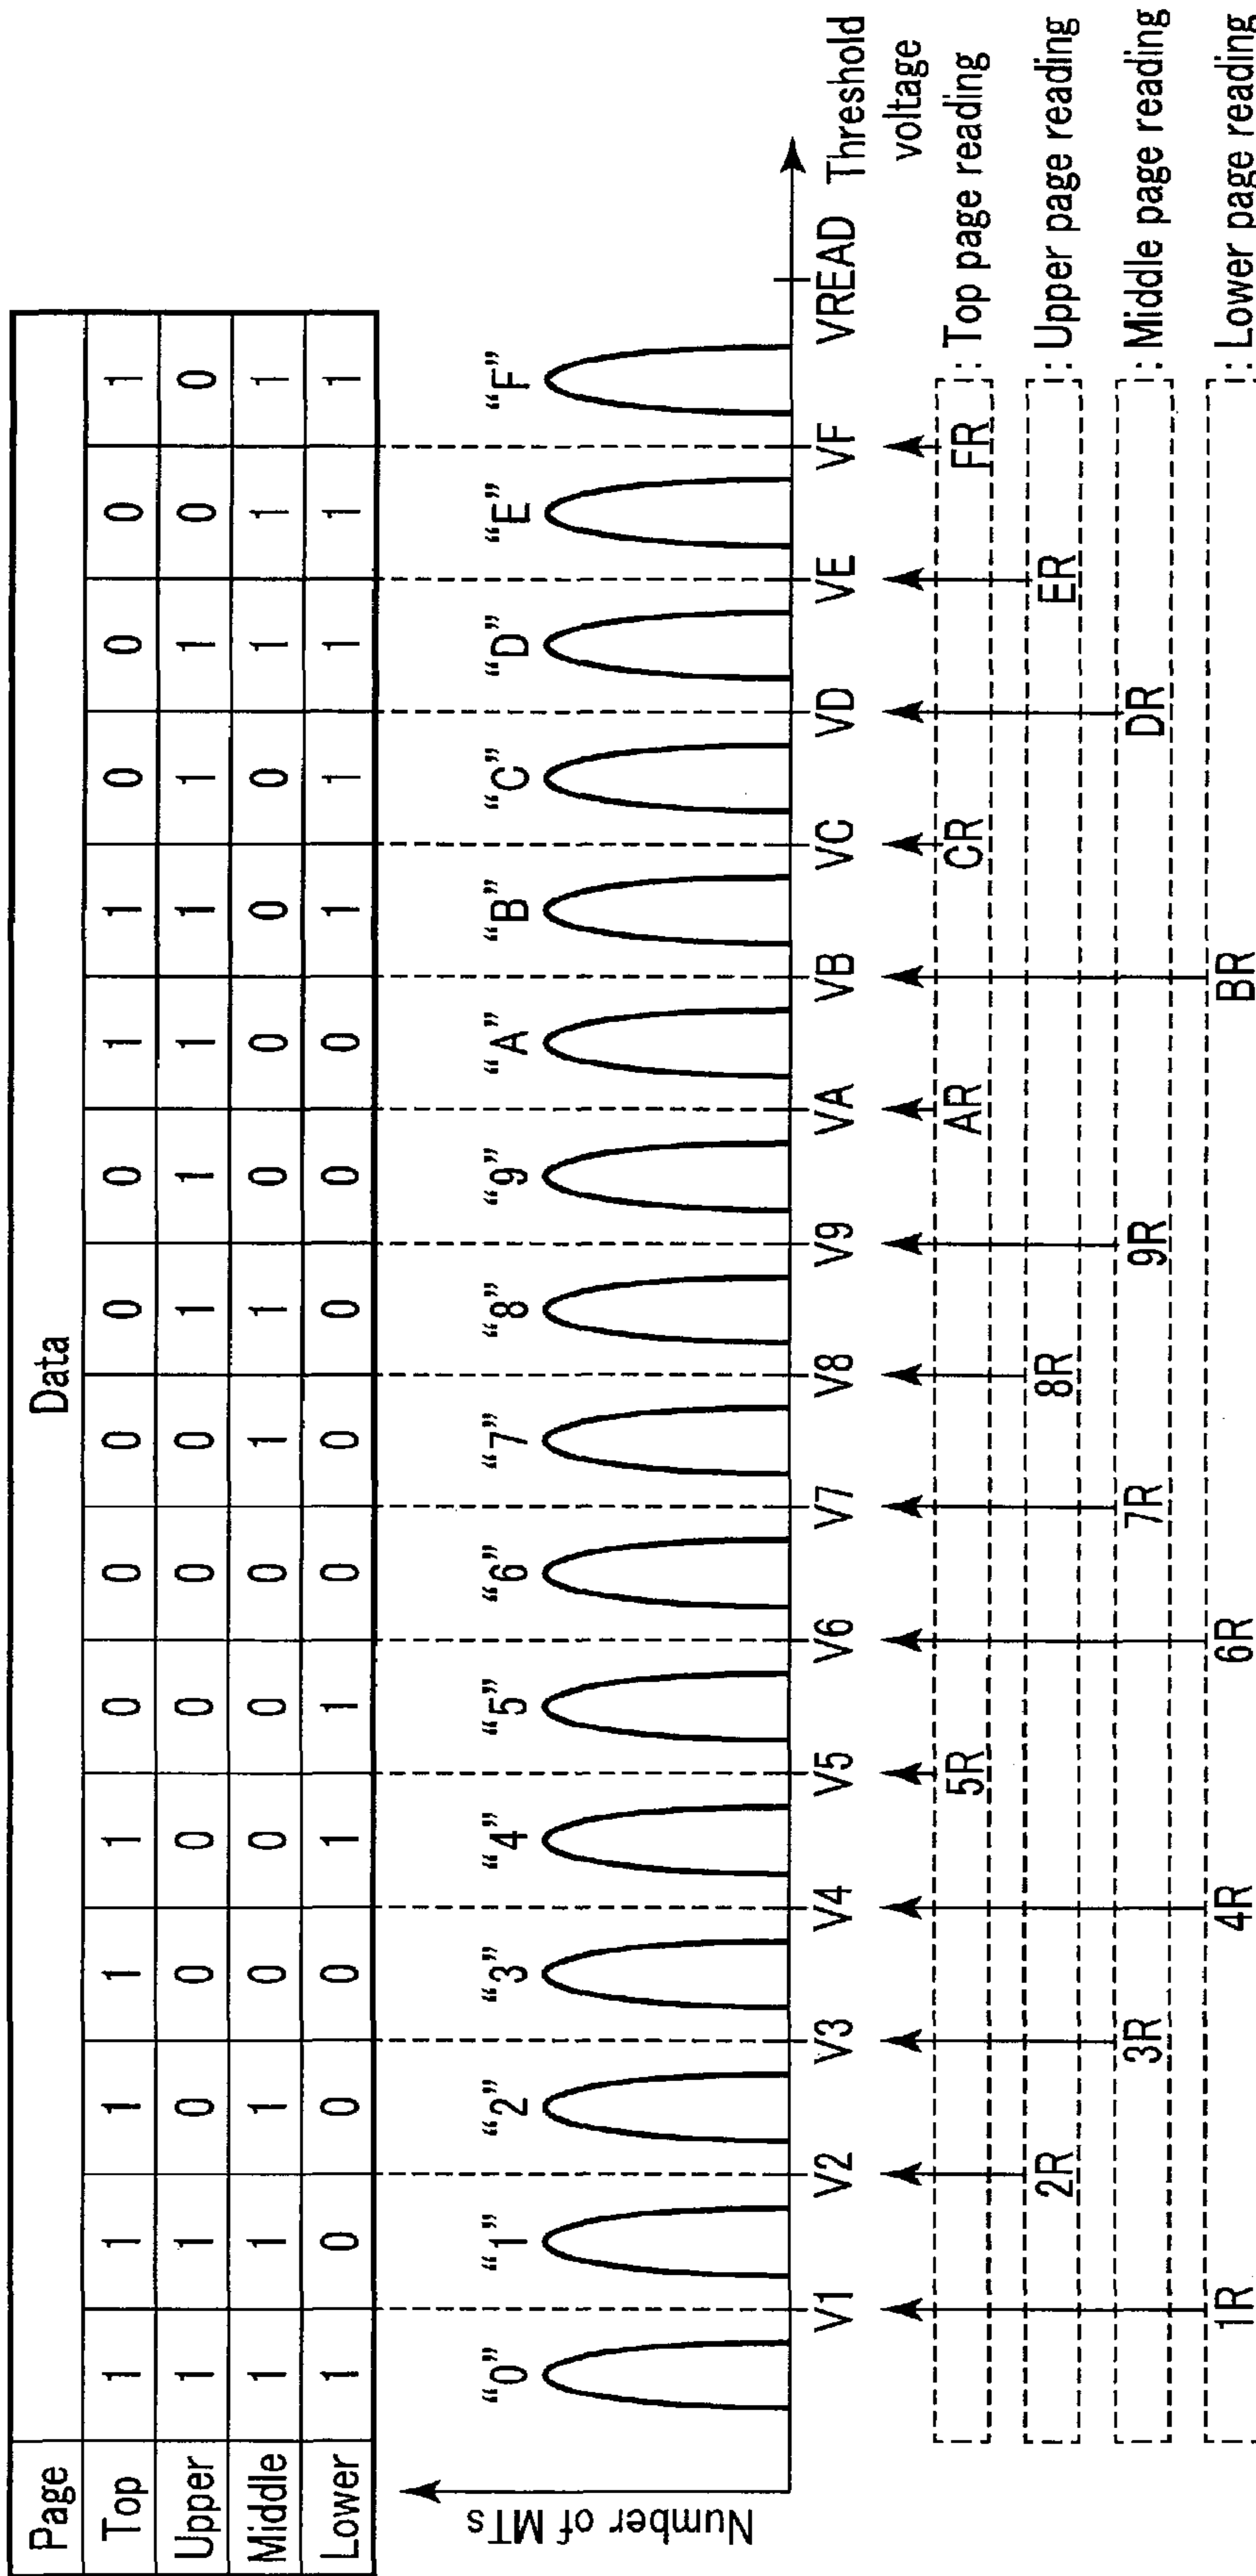 Page Data
Top 1 1 1 1 1 0 0 0 0 0 1 1 0 0 0 1
Upper 1 1 0 0 0 0 0 0 1 1 1 1 1 1 0 0
Middle 1 1 1 0 0 0 0 1 1 0 0 0 0 1 1 1
Lower 1 0 0 0 1 1 0 0 0 0 0 1 1 1 1 1
Number of MTs
“0” “1” “2” “3” “4” “5” “6” “7” “8” “9” “A” “B” “C” “D” “E” “F”
V1 V2 V3 V4 V5 V6 V7 V8 V9 VA VB VC VD VE VF VREAD Threshold
voltage
5R AR CR FR : Top page reading
2R 8R ER : Upper page reading
3R 7R 9R DR : Middle page reading
1R 4R 6R BR : Lower page reading